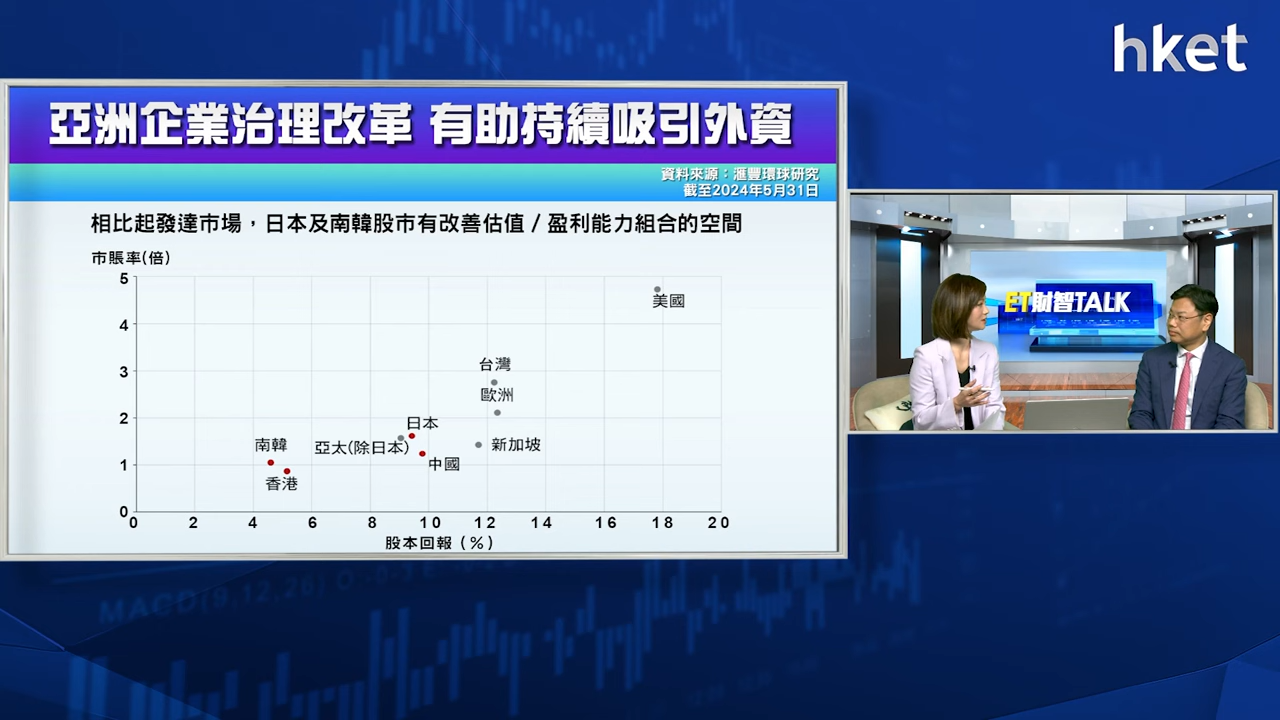 hket
亞洲企業治理改革 有助持續吸引外資
資料來源：滙豐環球研究
截至2024年5月31日
相比起發達市場，日本及南韓股市有改善估值 / 盈利能力組合的空間
市賬率(倍)
5
美國
4
台灣
3
歐洲
2
日本
南韓
亞太(除日本)
新加坡
1
中國
香港
0
0 2 4 6 8 10 12 14 16 18 20
股本回報 (%)
ET財智TALK
MACD(9,12,26)